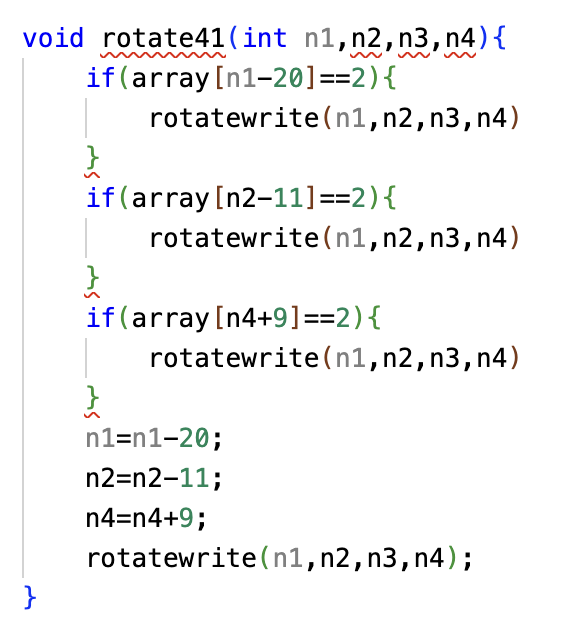 void rotate41(int n1,n2,n3,n4){
    if(array[n1-20]==2){
        rotatewrite(n1,n2,n3,n4)
    }
    if(array[n2-11]==2){
        rotatewrite(n1,n2,n3,n4)
    }
    if(array[n4+9]==2){
        rotatewrite(n1,n2,n3,n4)
    }
    n1=n1-20;
    n2=n2-11;
    n4=n4+9;
    rotatewrite(n1,n2,n3,n4);
}